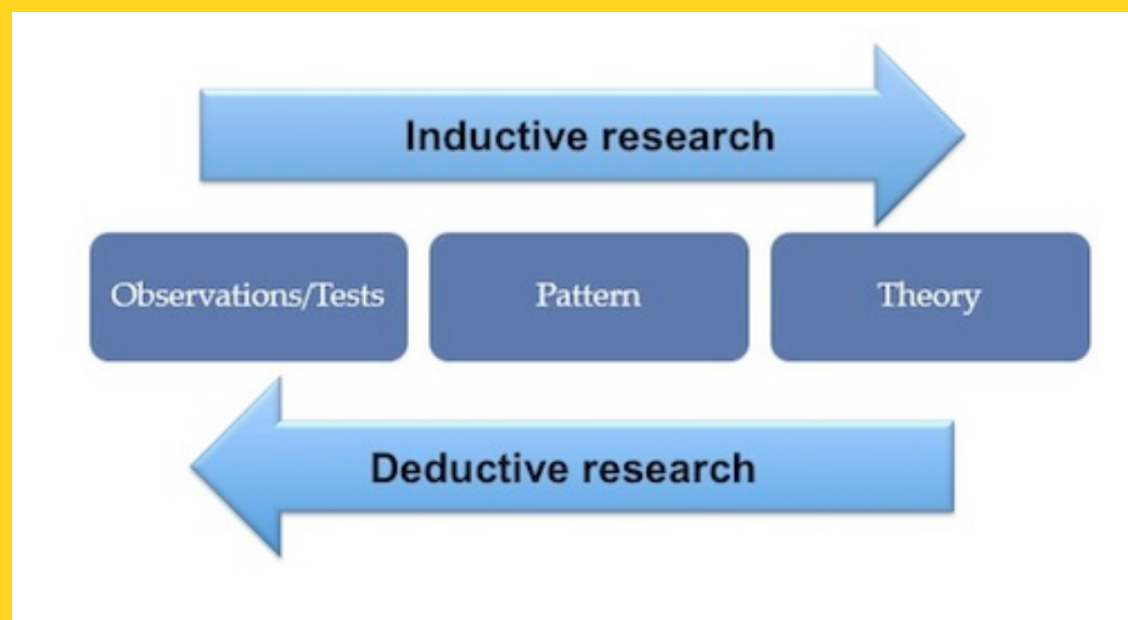 Inductive research
Observations/Tests
Pattern
Theory
Deductive research